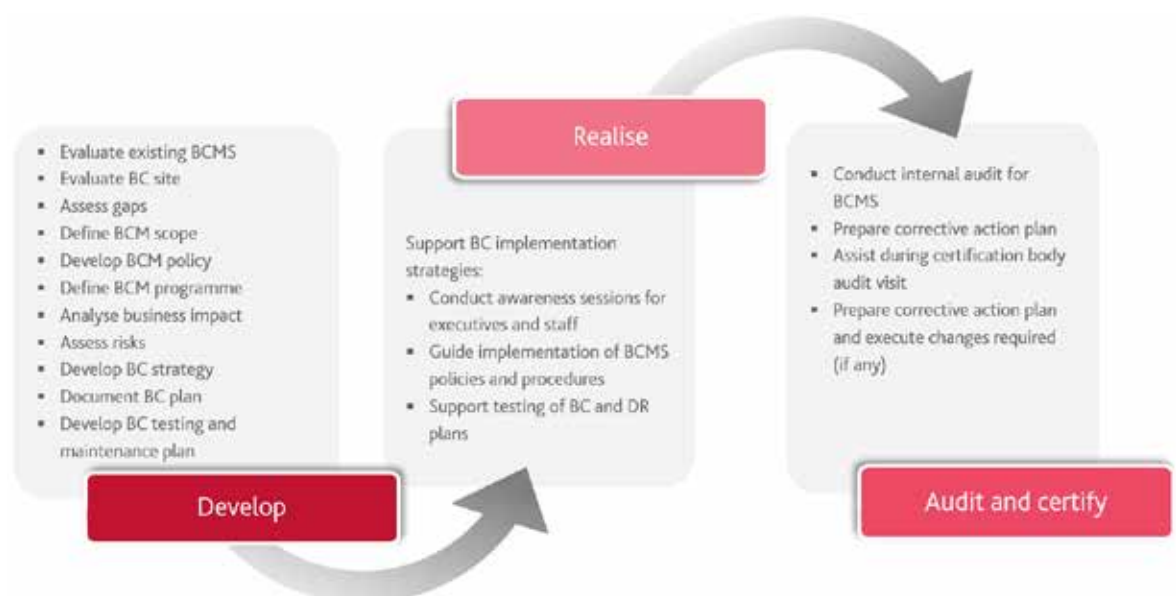 ▪ Evaluate existing BCMS
▪ Evaluate BC site
▪ Assess gaps
▪ Define BCM scope
▪ Develop BCM policy
▪ Define BCM programme
▪ Analyse business impact
▪ Assess risks
▪ Develop BC strategy
▪ Document BC plan
▪ Develop BC testing and
maintenance plan
Develop
Realise
Support BC implementation
strategies:
▪ Conduct awareness sessions for
executives and staff
▪ Guide implementation of BCMS
policies and procedures
▪ Support testing of BC and DR
plans
▪ Conduct internal audit for
BCMS
▪ Prepare corrective action plan
▪ Assist during certification body
audit visit
▪ Prepare corrective action plan
and execute changes required
(if any)
Audit and certify